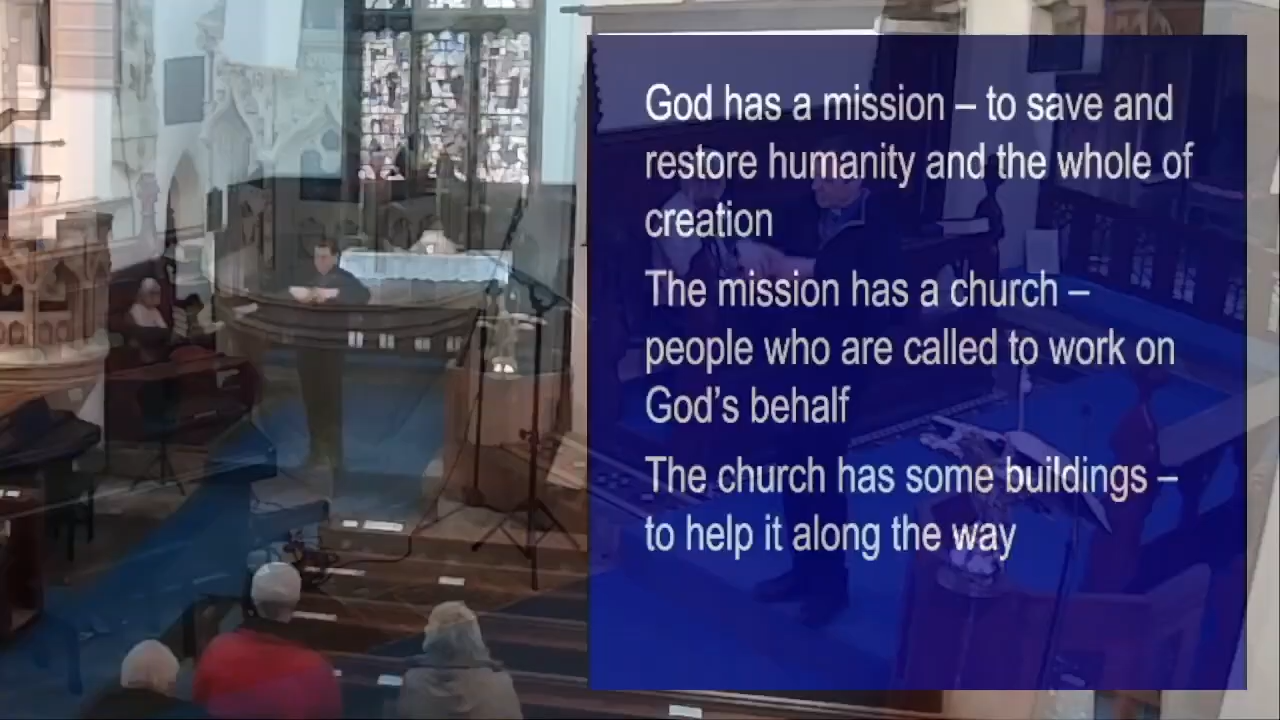 God has a mission – to save and
restore humanity and the whole of
creation
The mission has a church –
people who are called to work on
God’s behalf
The church has some buildings –
to help it along the way